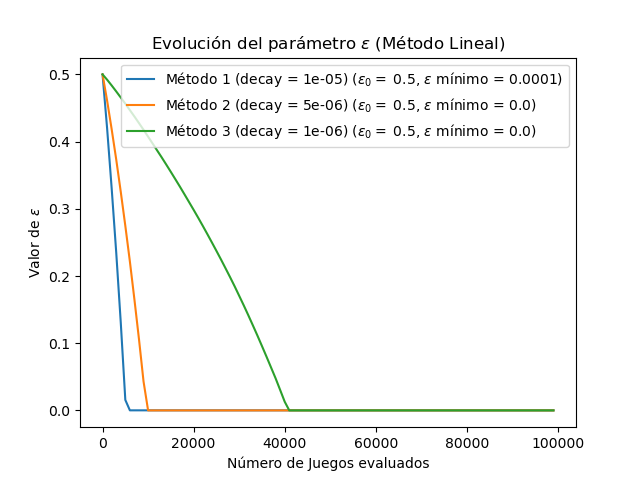 Evolución del parámetro ε (Método Lineal)
Método 1 (decay = 1e-05) (ε₀ = 0.5, ε mínimo = 0.0001)
Método 2 (decay = 5e-06) (ε₀ = 0.5, ε mínimo = 0.0)
Método 3 (decay = 1e-06) (ε₀ = 0.5, ε mínimo = 0.0)
Valor de ε
0.5
0.4
0.3
0.2
0.1
0.0
0 20000 40000 60000 80000 100000
Número de Juegos evaluados